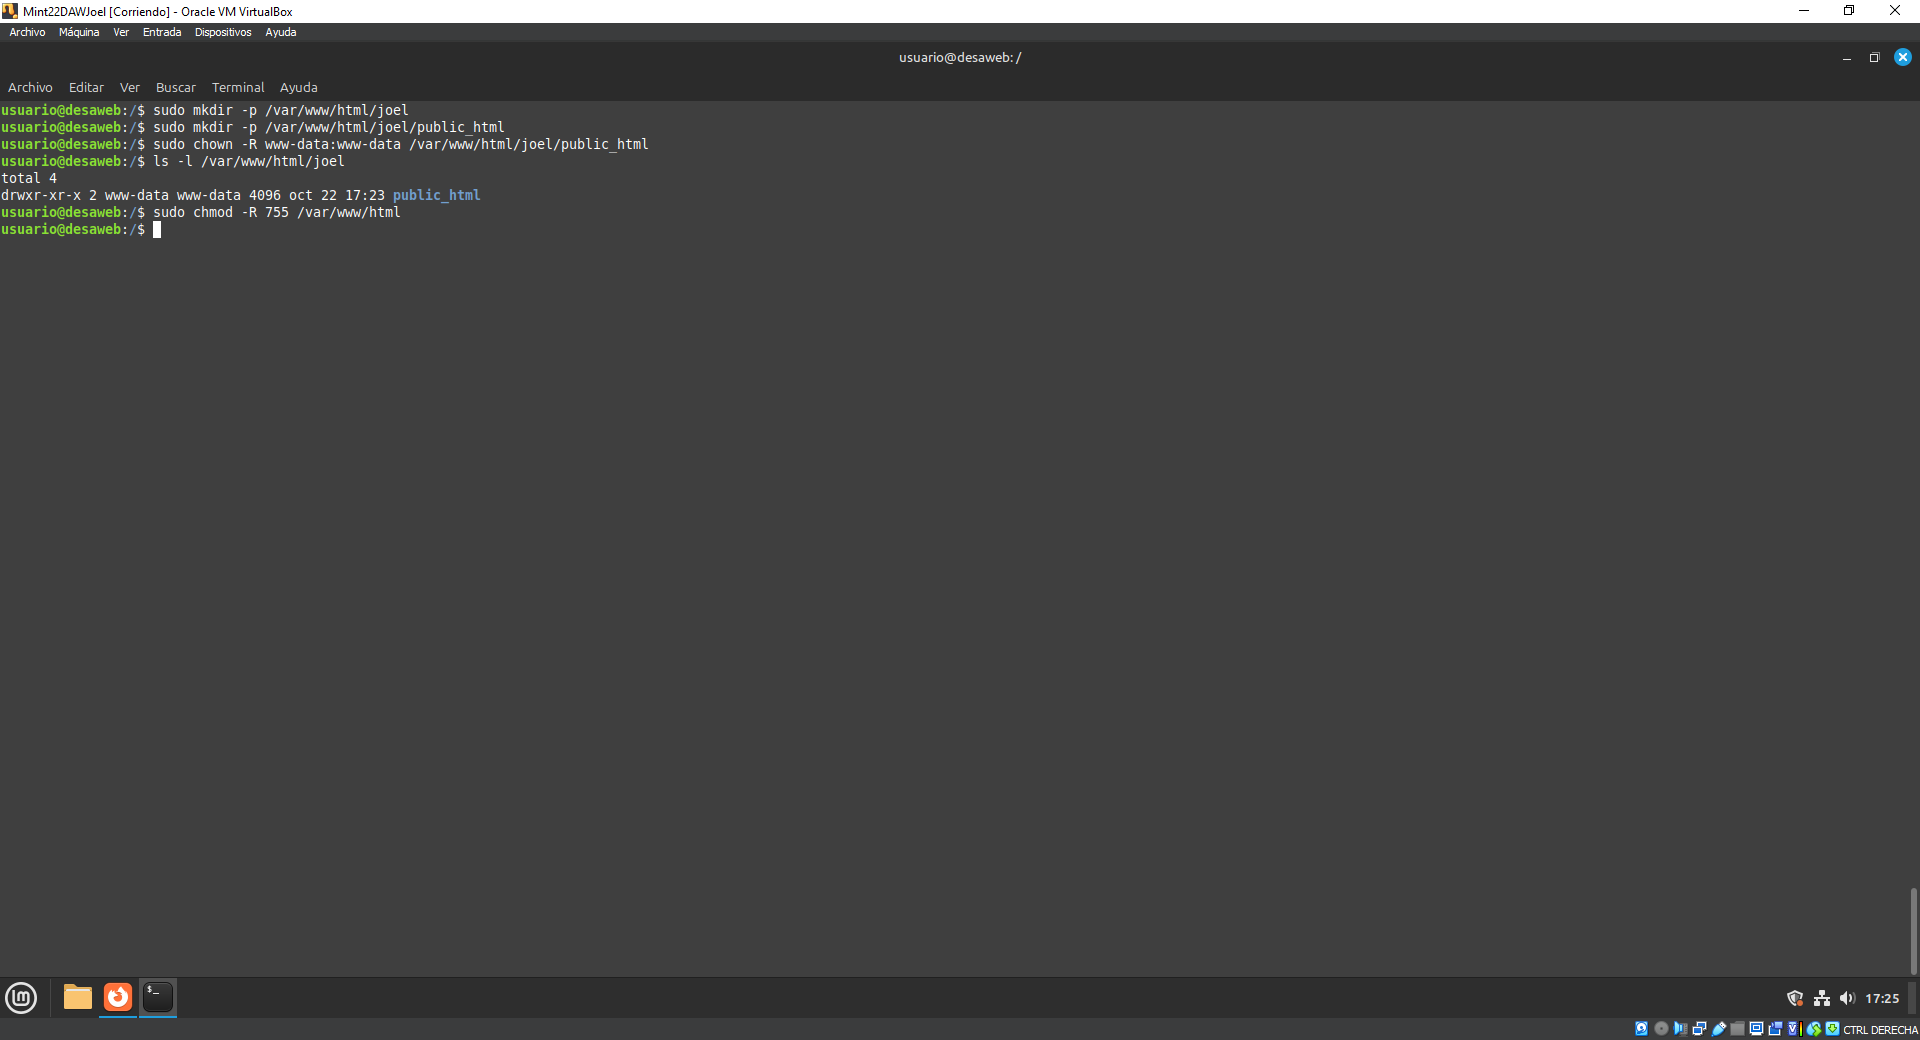 Mint22DAWJoel [Corriendo] - Oracle VM VirtualBox
Archivo Máquina Ver Entrada Dispositivos Ayuda
usuario@desaweb: /
Archivo Editar Ver Buscar Terminal Ayuda
usuario@desaweb:/$ sudo mkdir -p /var/www/html/joel
usuario@desaweb:/$ sudo mkdir -p /var/www/html/joel/public_html
usuario@desaweb:/$ sudo chown -R www-data:www-data /var/www/html/joel/public_html
usuario@desaweb:/$ ls -l /var/www/html/joel
total 4
drwxr-xr-x 2 www-data www-data 4096 oct 22 17:23 public_html
usuario@desaweb:/$ sudo chmod -R 755 /var/www/html
usuario@desaweb:/$
17:25
CTRL DERECHA